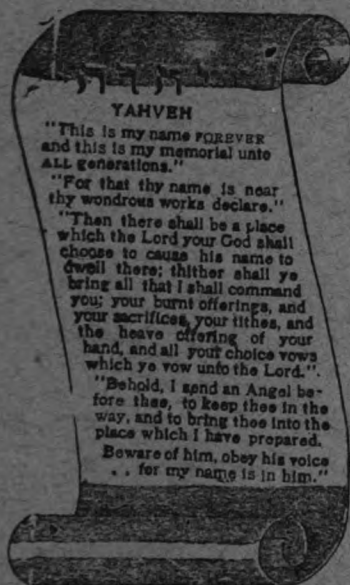 יהוה
YAHVEH
"This is my name FOREVER
and this is my memorial unto
ALL generations."
"For that thy name is near
thy wondrous works declare."
"Then there shall be a place
which the Lord your God shall
choose to cause his name to
dwell there; thither shall ye
bring all that I shall command
you; your burnt offerings, and
your sacrifices, your tithes, and
the heave offering of your
hand, and all your choice vows
which ye vow unto the Lord.".
"Behold, I send an Angel be-
fore thee, to keep thee in the
way, and to bring thee into the
place which I have prepared.
Beware of him, obey his voice
. . for my name is in him."